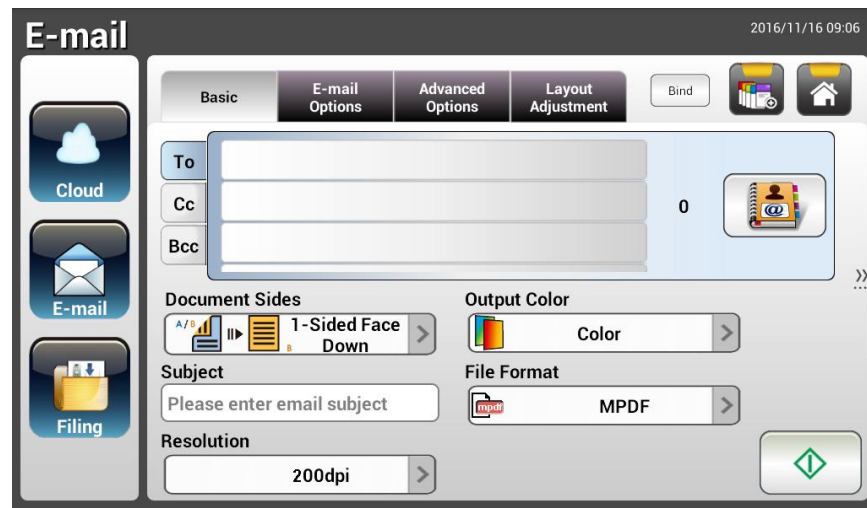 E-mail
2016/11/16 09:06
Basic
E-mail
Options
Advanced
Options
Layout
Adjustment
Bind
Cloud
E-mail
Filing
To
Cc
Bcc
0
@
Document Sides
A/B
B
1-Sided Face
Down
Output Color
Color
Subject
Please enter email subject
File Format
mpdf
MPDF
Resolution
200dpi